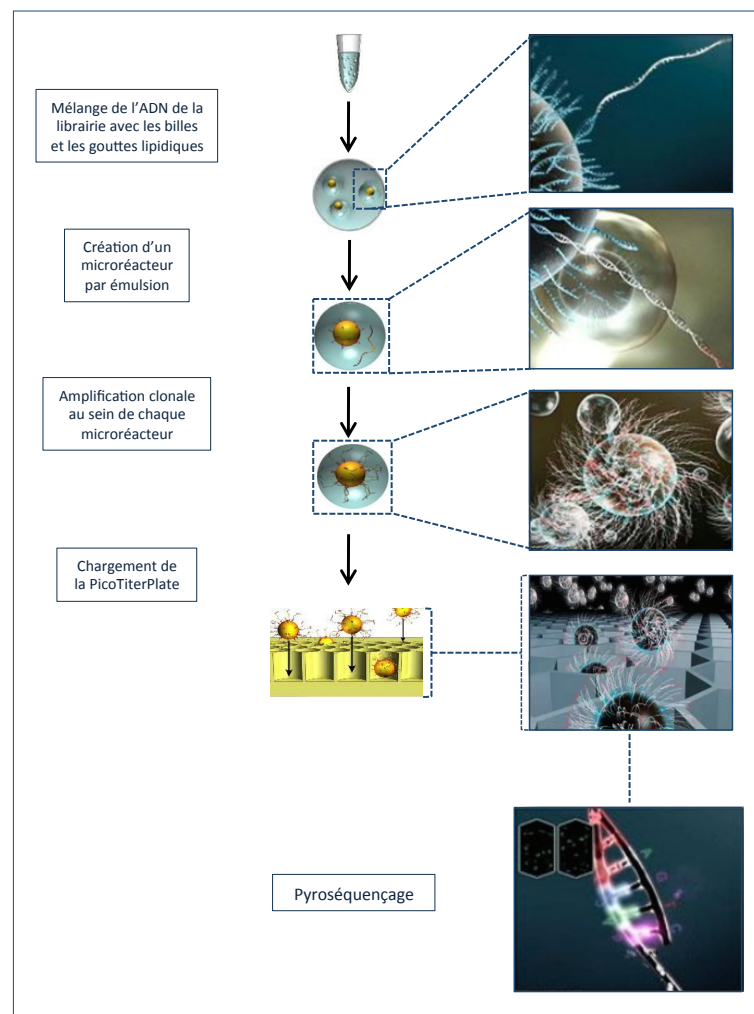 Mélange de l’ADN de la
librairie avec les billes
et les gouttes lipidiques
Création d’un
microréacteur
par émulsion
Amplification clonale
au sein de chaque
microréacteur
Chargement de
la PicoTiterPlate
Pyroséquençage
A
G
T
C